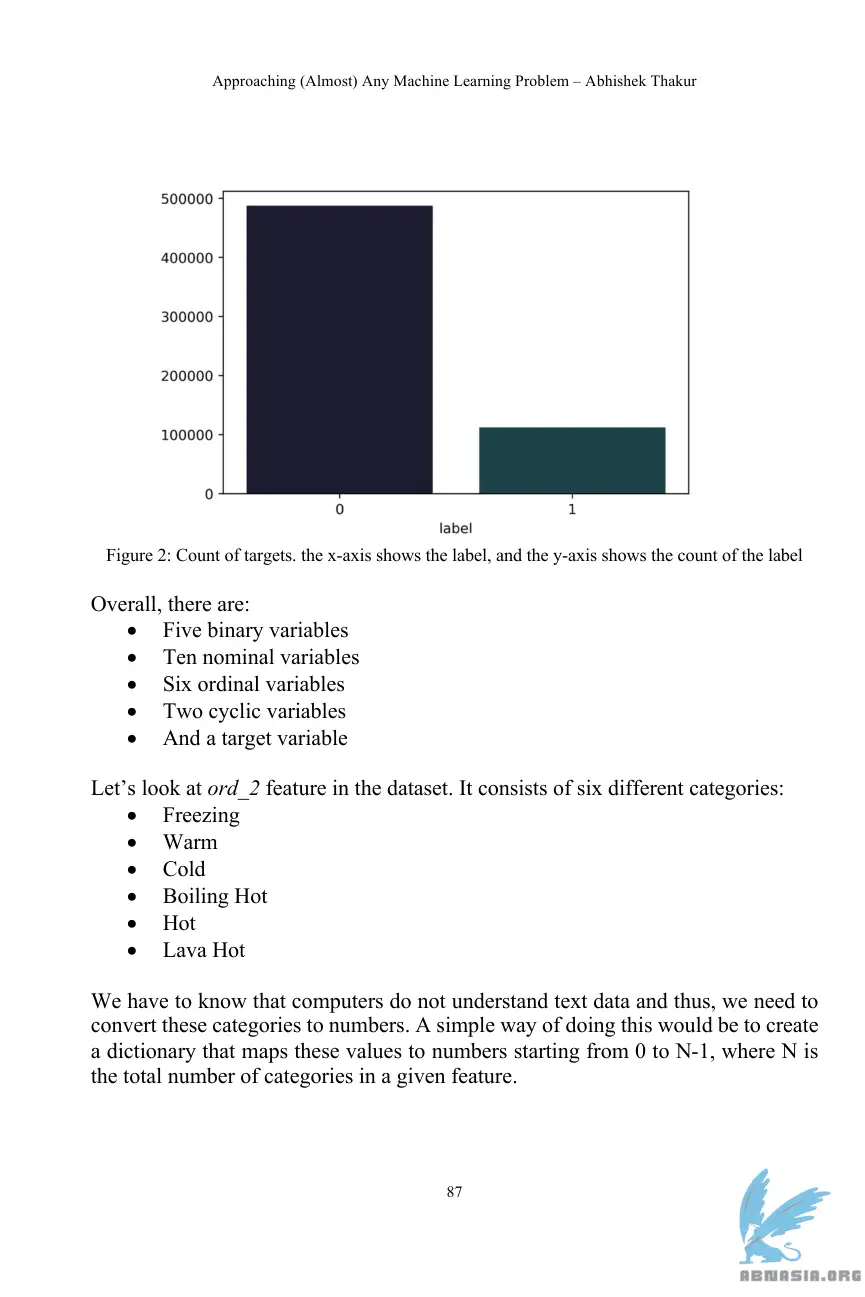 Approaching (Almost) Any Machine Learning Problem – Abhishek Thakur
500000
400000
300000
200000
100000
0
0 1
label
Figure 2: Count of targets. the x-axis shows the label, and the y-axis shows the count of the label
Overall, there are:
• Five binary variables
• Ten nominal variables
• Six ordinal variables
• Two cyclic variables
• And a target variable
Let’s look at ord_2 feature in the dataset. It consists of six different categories:
• Freezing
• Warm
• Cold
• Boiling Hot
• Hot
• Lava Hot
We have to know that computers do not understand text data and thus, we need to
convert these categories to numbers. A simple way of doing this would be to create
a dictionary that maps these values to numbers starting from 0 to N-1, where N is
the total number of categories in a given feature.
87
ABNASIA.ORG